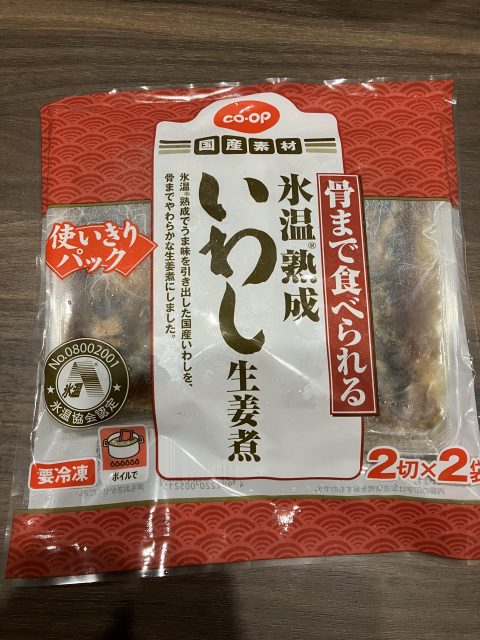 co·op
国産素材
骨まで食べられる
氷温®熟成
いわし
生姜煮
氷温®熟成でうま味を引き出した国産いわしを、
骨までやわらかな生姜煮にしました。
使いきり
パック
No.08002001
氷温
氷温協会認定
要冷凍
ボイルで
2切×2袋